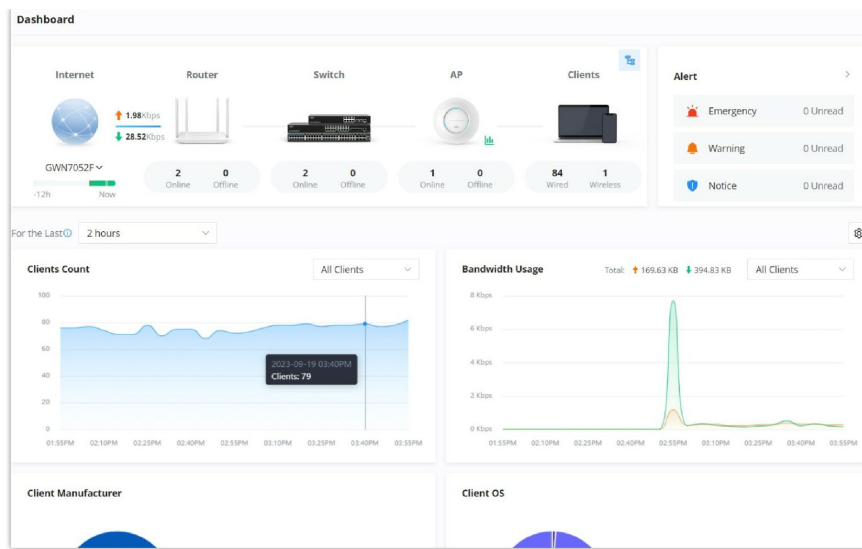 Dashboard
Internet Router Switch AP Clients
1.98Kbps
28.52Kbps
GWN7052F
-12h Now
2 0
Online Offline
2 0
Online Offline
1 0
Online Offline
84 1
Wired Wireless
Alert
Emergency 0 Unread
Warning 0 Unread
Notice 0 Unread
For the Last 2 hours
Clients Count All Clients
100
80
60
40
20
0
2023-09-19 03:40PM
Clients: 79
01:55PM 02:10PM 02:25PM 02:40PM 02:55PM 03:10PM 03:25PM 03:40PM 03:55PM
Bandwidth Usage Total: 169.63 KB 394.83 KB All Clients
8 Kbps
6 Kbps
4 Kbps
2 Kbps
0 Kbps
01:55PM 02:10PM 02:25PM 02:40PM 02:55PM 03:10PM 03:25PM 03:40PM 03:55PM
Client Manufacturer
Client OS